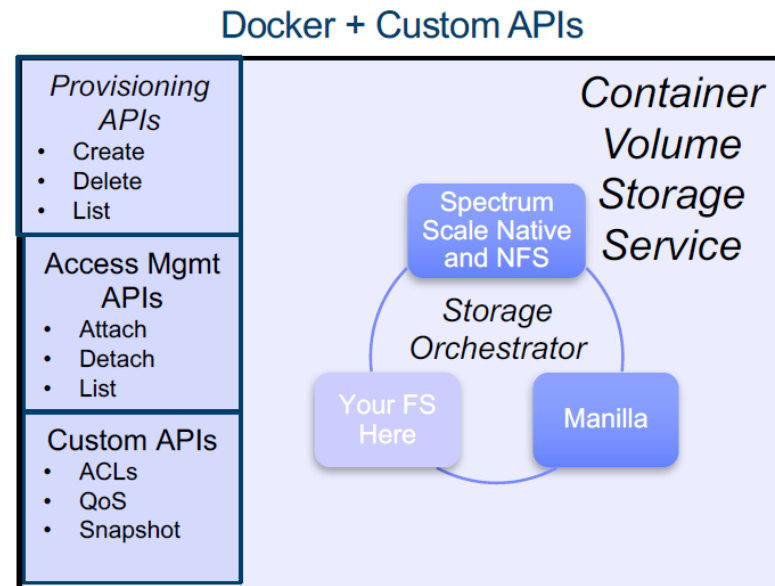 Docker + Custom APIs
Provisioning
APIs
• Create
• Delete
• List
Access Mgmt
APIs
• Attach
• Detach
• List
Custom APIs
• ACLs
• QoS
• Snapshot
Container
Volume
Storage
Service
Spectrum
Scale Native
and NFS
Storage
Orchestrator
Your FS
Here
Manilla